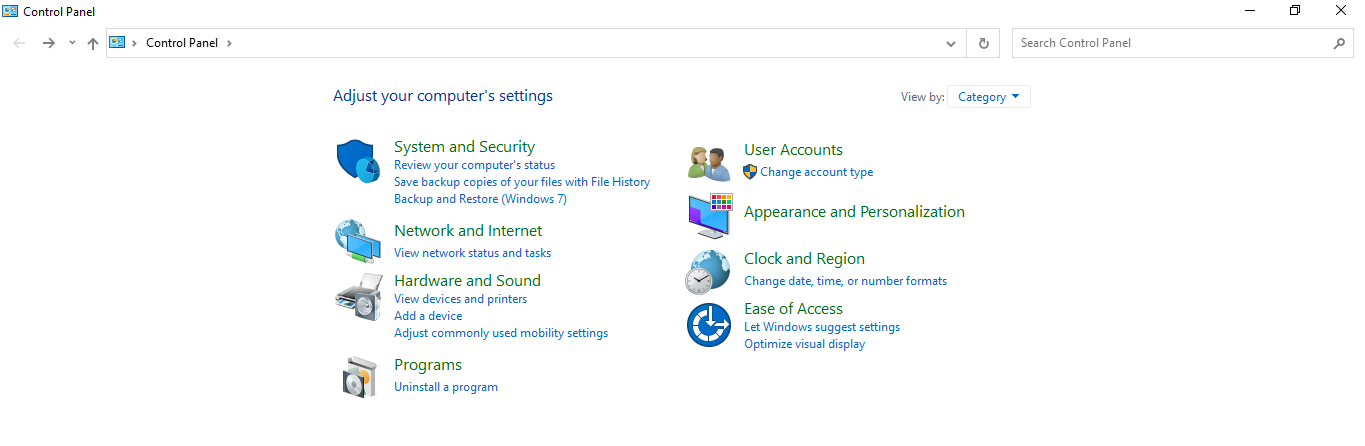 Control Panel
Control Panel
Search Control Panel
Adjust your computer's settings
View by: Category
System and Security
Review your computer's status
Save backup copies of your files with File History
Backup and Restore (Windows 7)
Network and Internet
View network status and tasks
Hardware and Sound
View devices and printers
Add a device
Adjust commonly used mobility settings
Programs
Uninstall a program
User Accounts
Change account type
Appearance and Personalization
Clock and Region
Change date, time, or number formats
Ease of Access
Let Windows suggest settings
Optimize visual display